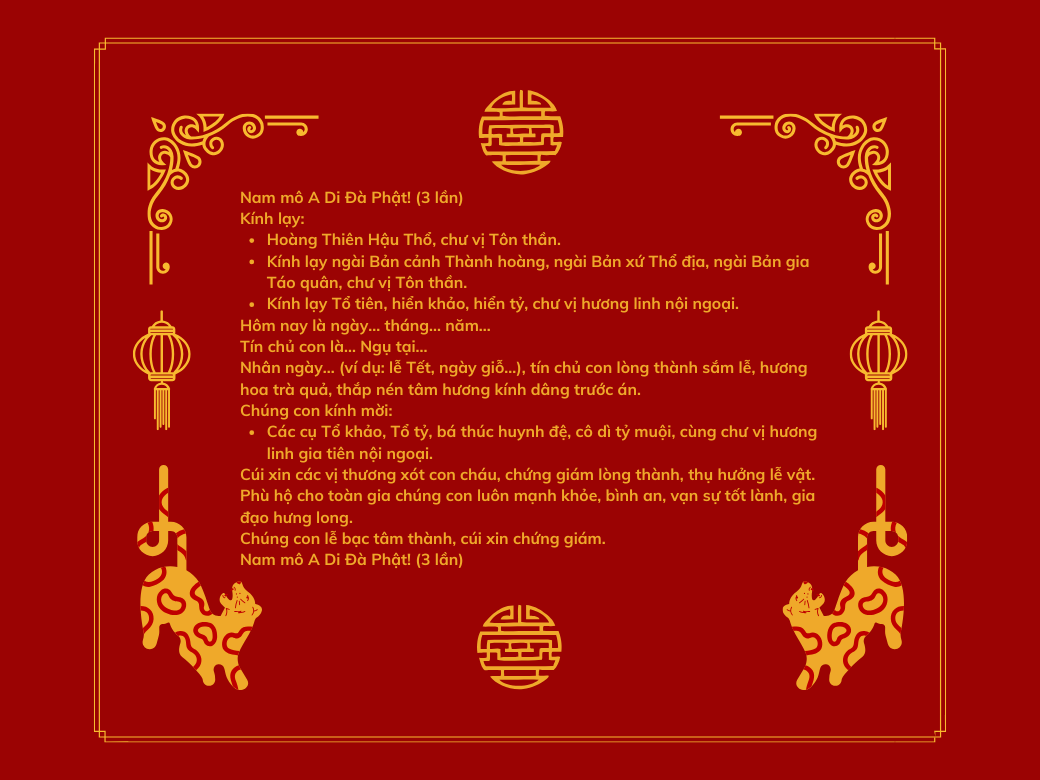 Nam mô A Di Đà Phật! (3 lần)
Kính lạy:
• Hoàng Thiên Hậu Thổ, chư vị Tôn thần.
• Kính lạy ngài Bản cảnh Thành hoàng, ngài Bản xứ Thổ địa, ngài Bản gia
Táo quân, chư vị Tôn thần.
• Kính lạy Tổ tiên, hiển khảo, hiển tỷ, chư vị hương linh nội ngoại.
Hôm nay là ngày... tháng... năm...
Tín chủ con là... Ngụ tại...
Nhân ngày... (ví dụ: lễ Tết, ngày giỗ...), tín chủ con lòng thành sắm lễ, hương
hoa trà quả, thắp nén tâm hương kính dâng trước án.
Chúng con kính mời:
• Các cụ Tổ khảo, Tổ tỷ, bá thúc huynh đệ, cô dì tỷ muội, cùng chư vị hương
linh gia tiên nội ngoại.
Cúi xin các vị thương xót con cháu, chứng giám lòng thành, thụ hưởng lễ vật.
Phù hộ cho toàn gia chúng con luôn mạnh khỏe, bình an, vạn sự tốt lành, gia
đạo hưng long.
Chúng con lễ bạc tâm thành, cúi xin chứng giám.
Nam mô A Di Đà Phật! (3 lần)